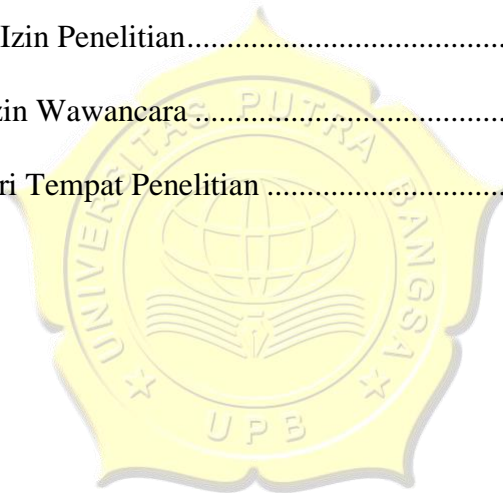 Izin Penelitian.......................................
zin Wawancara .......................................
ri Tempat Penelitian ..............................
UNIVERSITAS PUTRA BANGSA
UPB